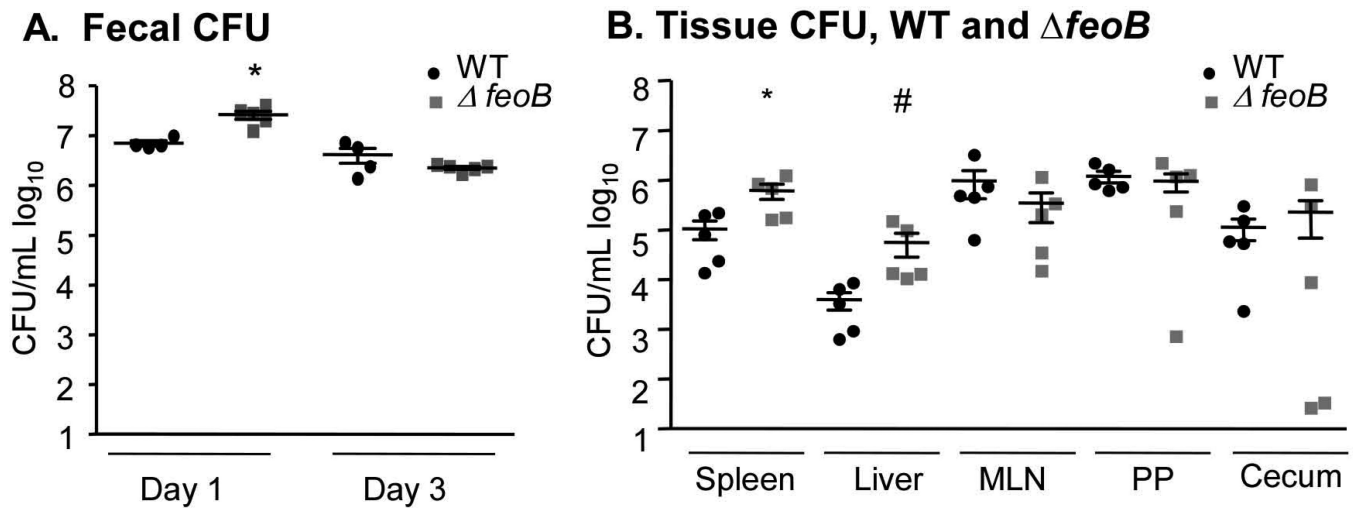 A. Fecal CFU
*
WT
Δ feoB
CFU/mL log10
8
7
6
5
4
3
2
1
Day 1
Day 3
B. Tissue CFU, WT and ΔfeoB
*
#
WT
Δ feoB
CFU/mL log10
8
7
6
5
4
3
2
1
Spleen
Liver
MLN
PP
Cecum